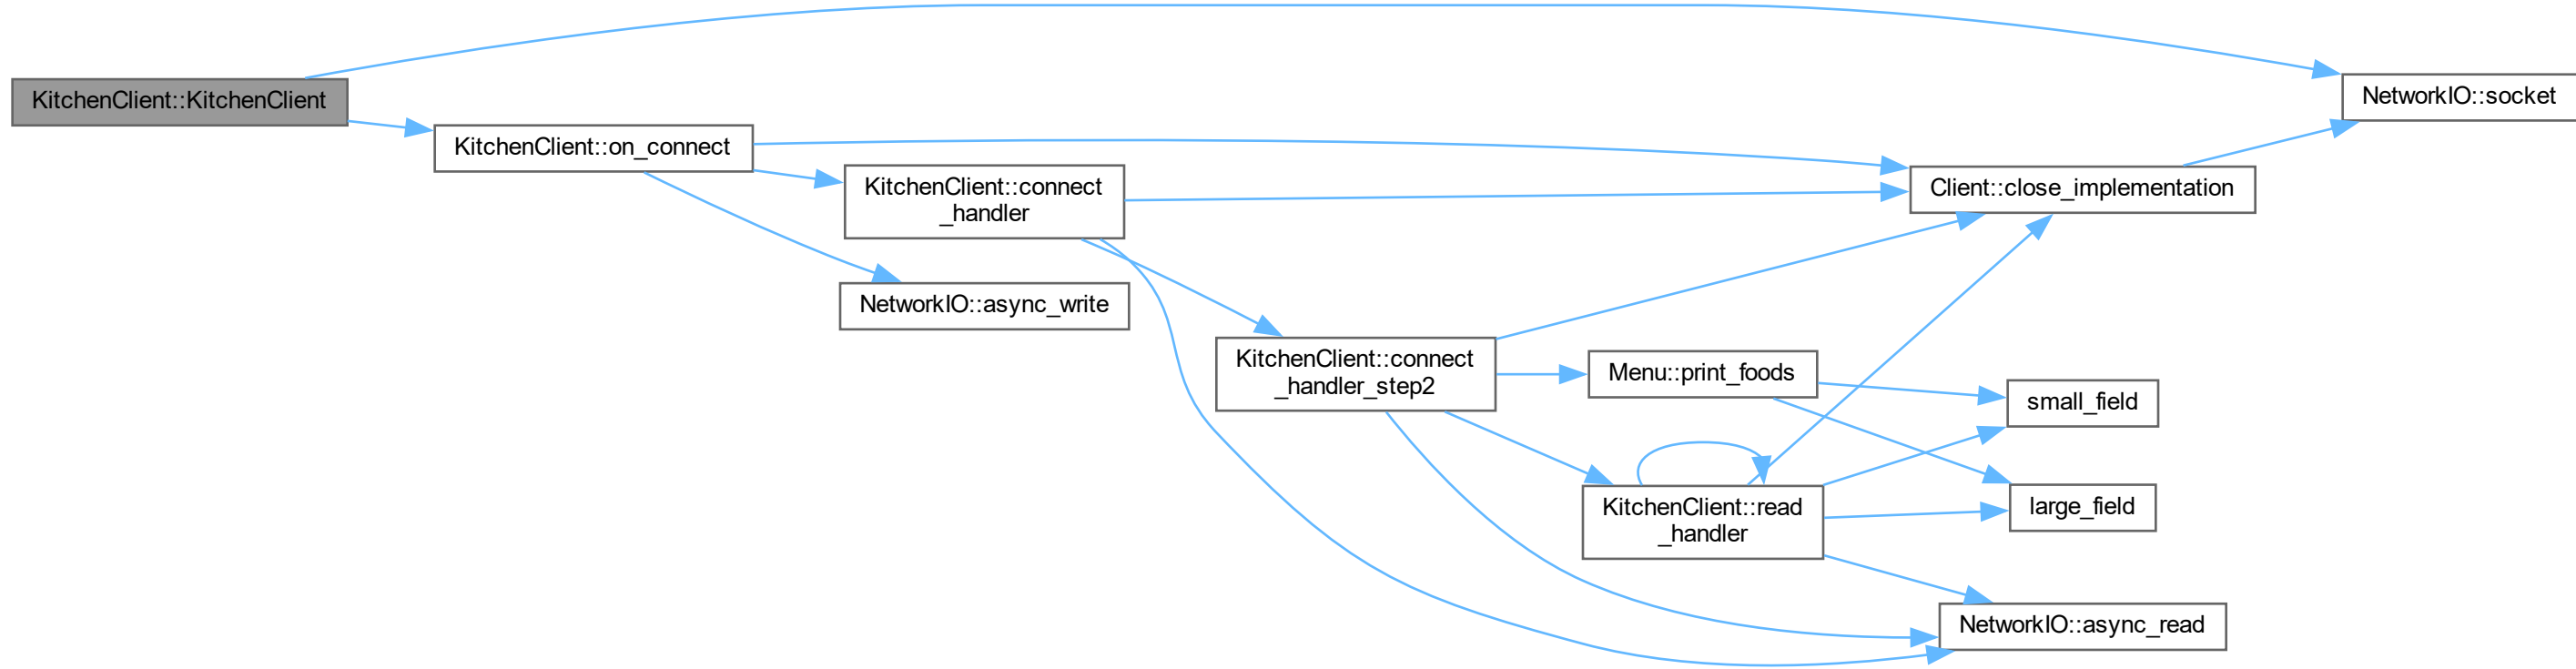 KitchenClient::KitchenClient
KitchenClient::on_connect
KitchenClient::connect
_handler
NetworkIO::async_write
KitchenClient::connect
_handler_step2
Menu::print_foods
KitchenClient::read
_handler
Client::close_implementation
small_field
large_field
NetworkIO::async_read
NetworkIO::socket